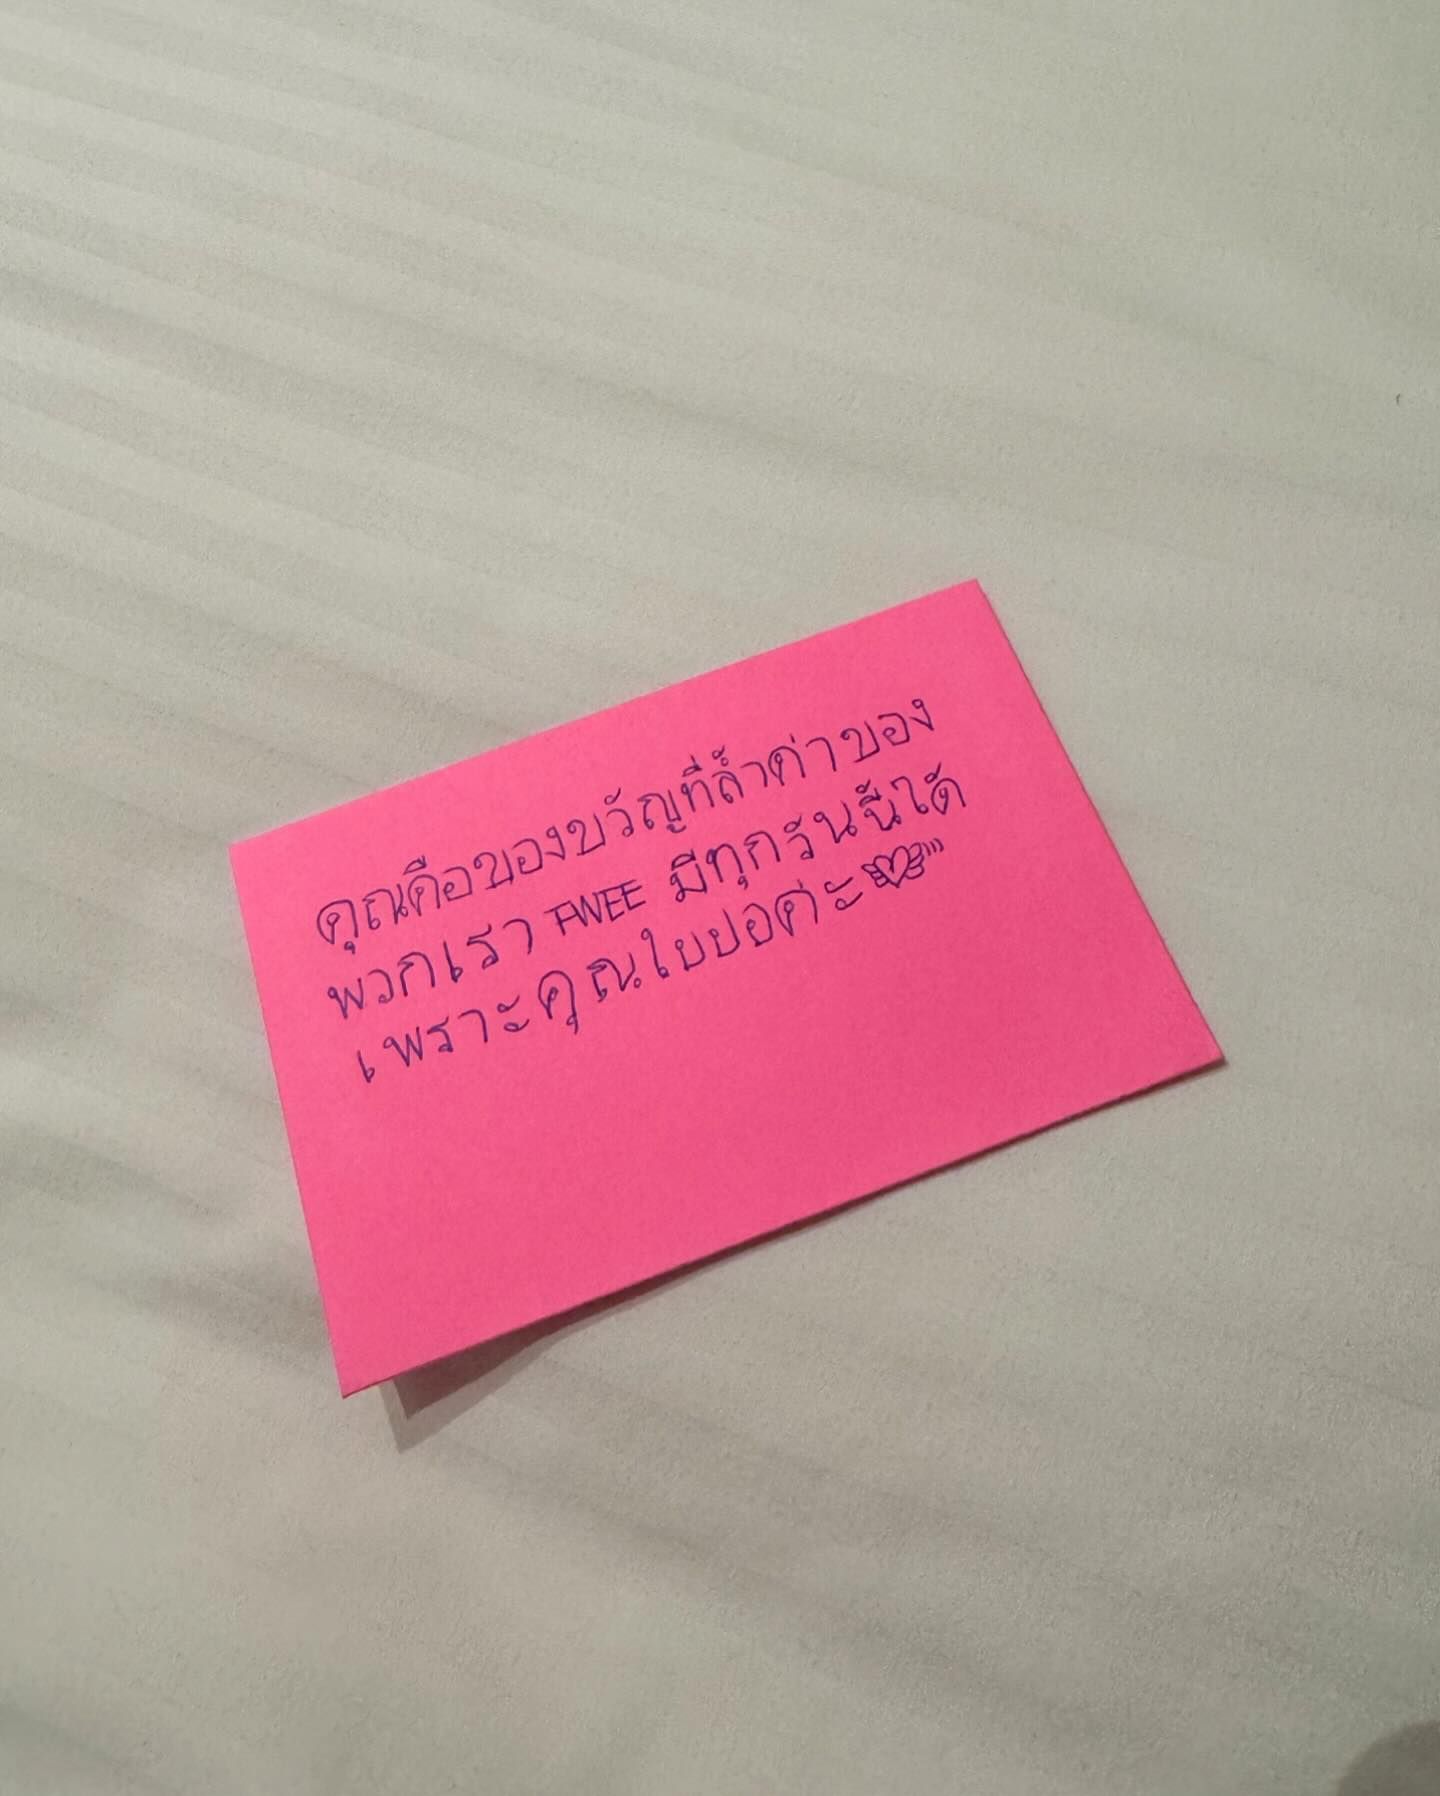 คุณคือของขวัญที่ล้ำค่าของ
พวกเรา TWEE มีทุกวันนี้ได้
เพราะคุณใบปอค่ะ